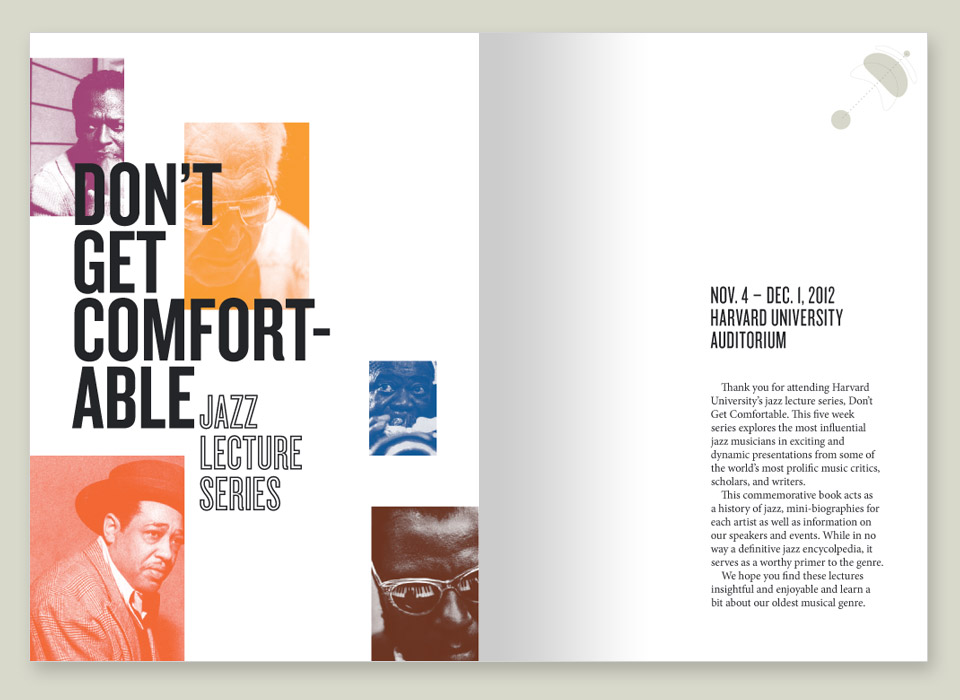 DON'T
GET
COMFORT-
ABLE
JAZZ
LECTURE
SERIES
NOV. 4 – DEC. 1, 2012
HARVARD UNIVERSITY
AUDITORIUM
Thank you for attending Harvard
University's jazz lecture series, Don't
Get Comfortable. This five week
series explores the most influential
jazz musicians in exciting and
dynamic presentations from some of
the world's most prolific music critics,
scholars, and writers.
This commemorative book acts as
a history of jazz, mini-biographies for
each artist as well as information on
our speakers and events. While in no
way a definitive jazz encyclopedia, it
serves as a worthy primer to the genre.
We hope you find these lectures
insightful and enjoyable and learn a
bit about our oldest musical genre.